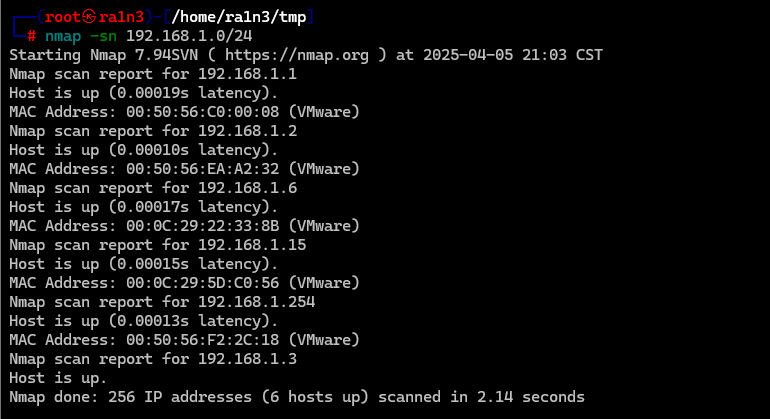 ┌──(root㉿ra1n3)-[/home/ra1n3/tmp]
└─# nmap -sn 192.168.1.0/24
Starting Nmap 7.94SVN ( https://nmap.org ) at 2025-04-05 21:03 CST
Nmap scan report for 192.168.1.1
Host is up (0.00019s latency).
MAC Address: 00:50:56:C0:00:08 (VMware)
Nmap scan report for 192.168.1.2
Host is up (0.00010s latency).
MAC Address: 00:50:56:EA:A2:32 (VMware)
Nmap scan report for 192.168.1.6
Host is up (0.00017s latency).
MAC Address: 00:0C:29:22:33:8B (VMware)
Nmap scan report for 192.168.1.15
Host is up (0.00015s latency).
MAC Address: 00:0C:29:5D:C0:56 (VMware)
Nmap scan report for 192.168.1.254
Host is up (0.00013s latency).
MAC Address: 00:50:56:F2:2C:18 (VMware)
Nmap scan report for 192.168.1.3
Host is up.
Nmap done: 256 IP addresses (6 hosts up) scanned in 2.14 seconds